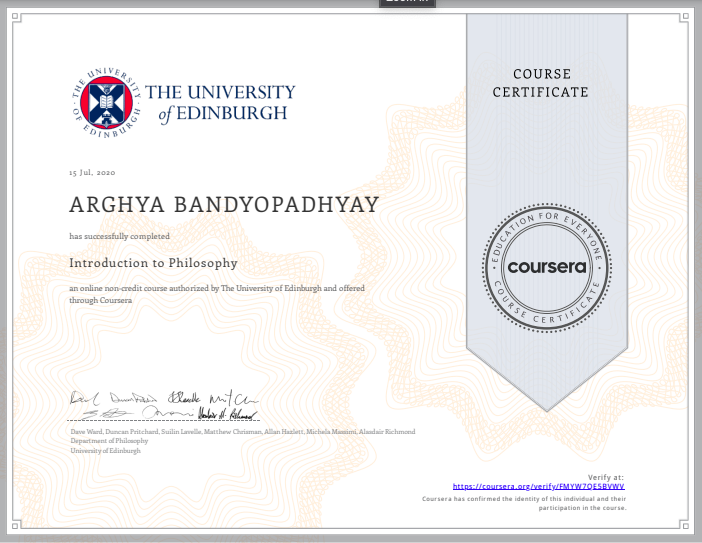 THE UNIVERSITY
of EDINBURGH
THE UNIVERSITY OF EDINBURGH
COURSE
CERTIFICATE
15 Jul, 2020
ARGHYA BANDYOPADHYAY
has successfully completed
Introduction to Philosophy
an online non-credit course authorized by The University of Edinburgh and offered
through Coursera
EDUCATION FOR EVERYONE
coursera
COURSE CERTIFICATE
Dave Ward, Duncan Pritchard, Suilin Lavelle, Matthew Chrisman, Allan Hazlett, Michela Massimi, Alasdair Richmond
Department of Philosophy
University of Edinburgh
Verify at:
https://coursera.org/verify/FMYW7QE5BVWV
Coursera has confirmed the identity of this individual and their
participation in the course.